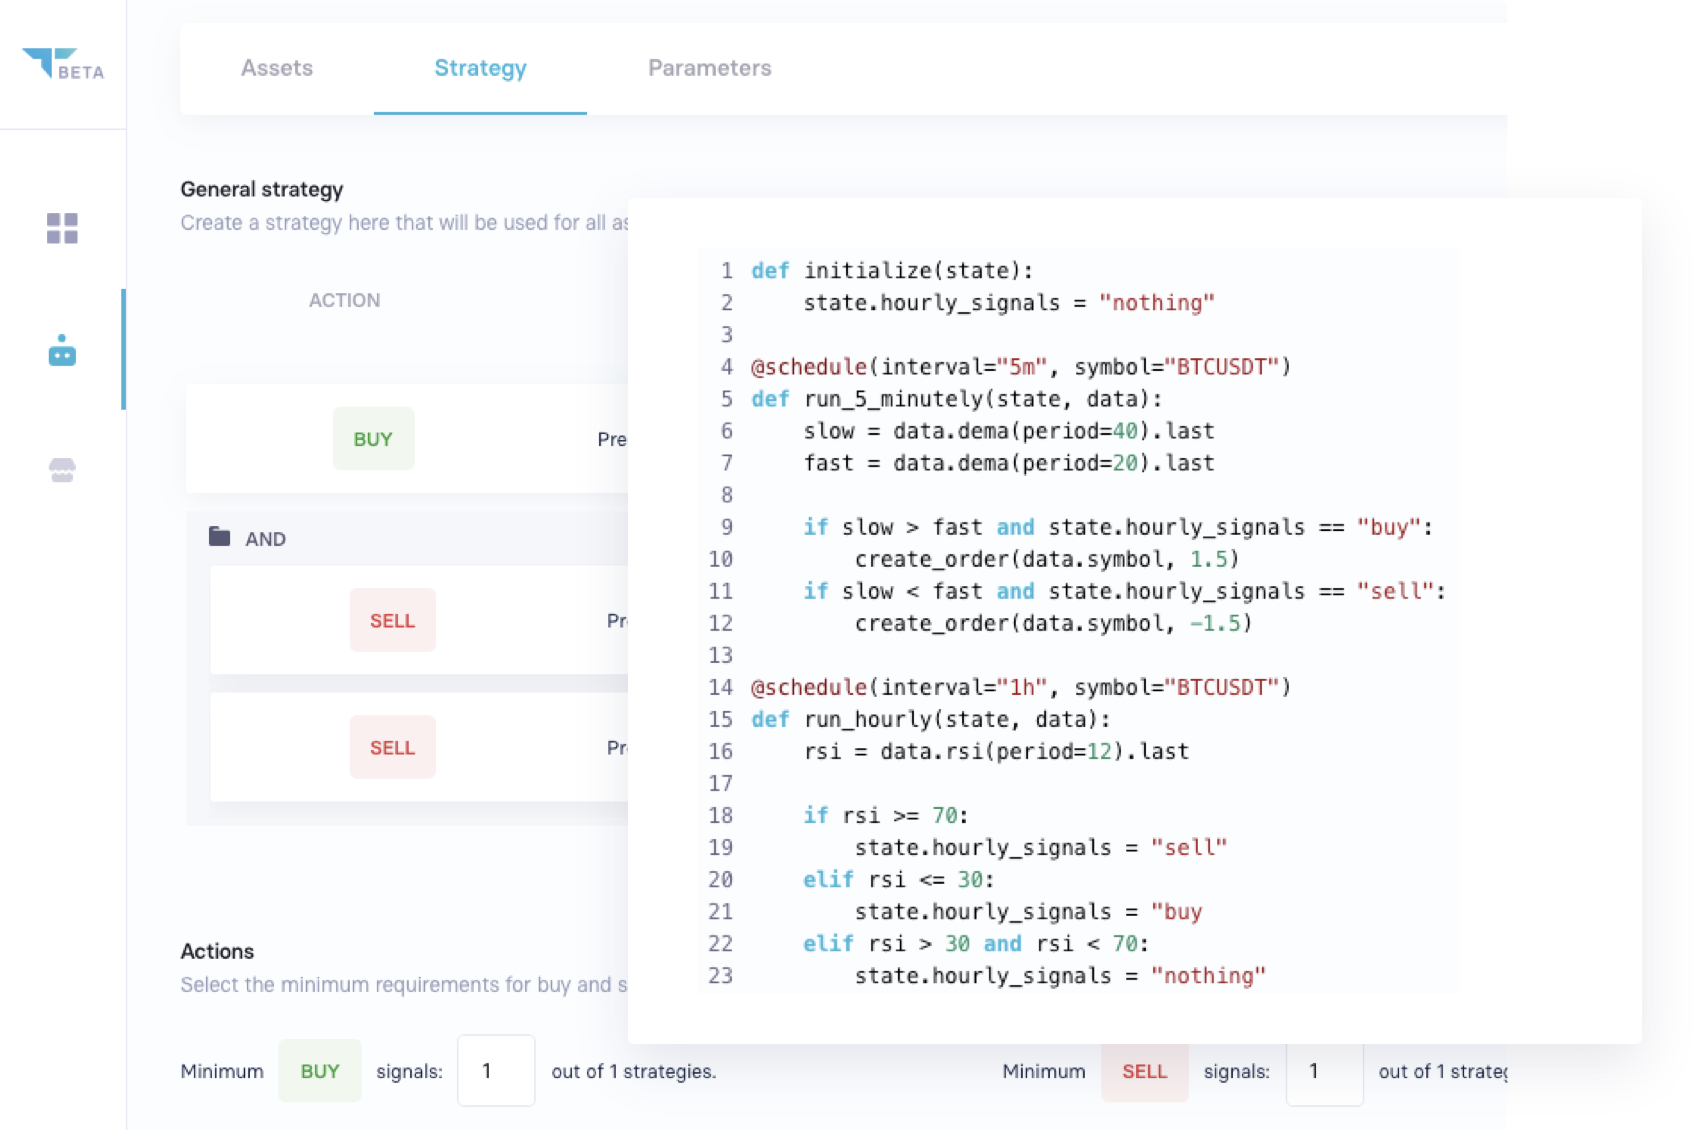 BETA
Assets Strategy Parameters
General strategy
Create a strategy here that will be used for all as
ACTION
BUY Pre
AND
SELL Pr
SELL Pr
1 def initialize(state):
2     state.hourly_signals = "nothing"
3
4 @schedule(interval="5m", symbol="BTCUSDT")
5 def run_5_minutely(state, data):
6     slow = data.dema(period=40).last
7     fast = data.dema(period=20).last
8
9     if slow > fast and state.hourly_signals == "buy":
10         create_order(data.symbol, 1.5)
11     if slow < fast and state.hourly_signals == "sell":
12         create_order(data.symbol, -1.5)
13
14 @schedule(interval="1h", symbol="BTCUSDT")
15 def run_hourly(state, data):
16     rsi = data.rsi(period=12).last
17
18     if rsi >= 70:
19         state.hourly_signals = "sell"
20     elif rsi <= 30:
21         state.hourly_signals = "buy
22     elif rsi > 30 and rsi < 70:
23         state.hourly_signals = "nothing"
Actions
Select the minimum requirements for buy and s
Minimum BUY signals: 1 out of 1 strategies.
Minimum SELL signals: 1 out of 1 strateg